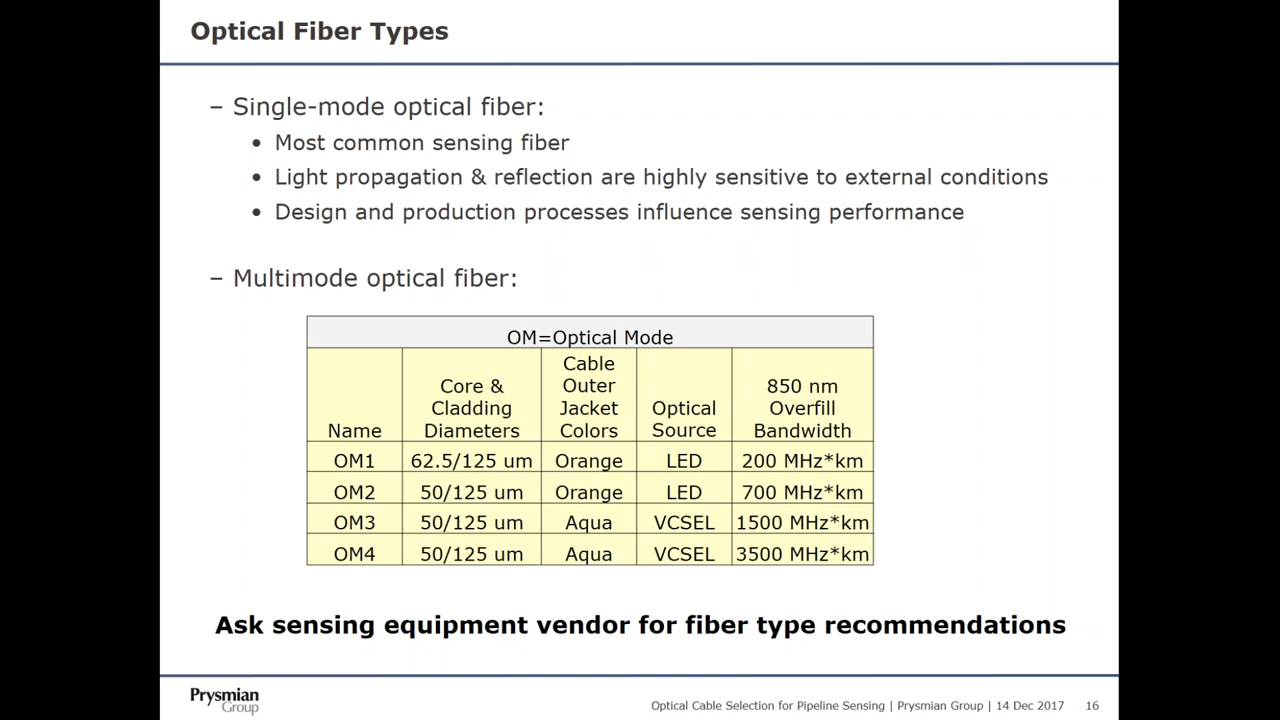 Optical Fiber Types
– Single-mode optical fiber:
• Most common sensing fiber
• Light propagation & reflection are highly sensitive to external conditions
• Design and production processes influence sensing performance
– Multimode optical fiber:
OM=Optical Mode
Name Core & Cladding Diameters Cable Outer Jacket Colors Optical Source 850 nm Overfill Bandwidth
OM1 62.5/125 um Orange LED 200 MHz*km
OM2 50/125 um Orange LED 700 MHz*km
OM3 50/125 um Aqua VCSEL 1500 MHz*km
OM4 50/125 um Aqua VCSEL 3500 MHz*km
Ask sensing equipment vendor for fiber type recommendations
Prysmian
Group
Optical Cable Selection for Pipeline Sensing | Prysmian Group | 14 Dec 2017 16